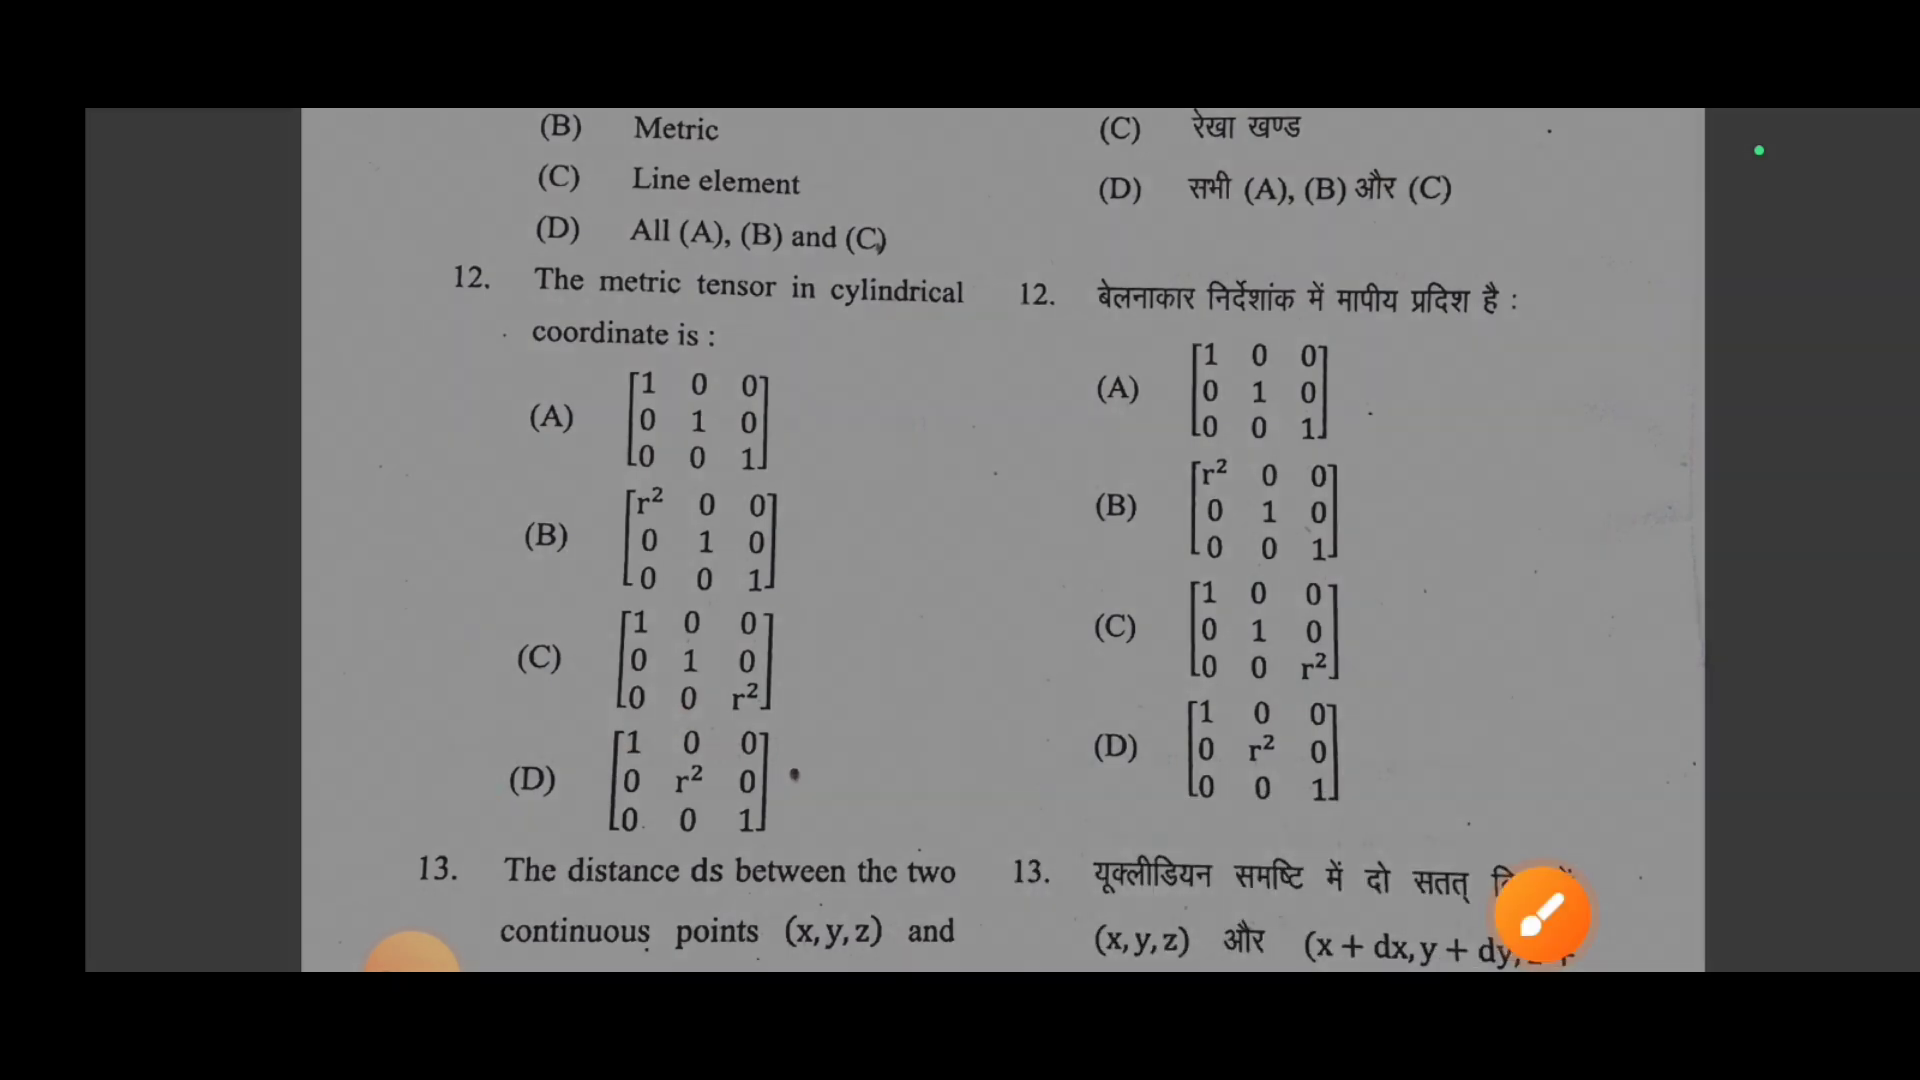 (B) Metric
(C) Line element
(D) All (A), (B) and (C)
12. The metric tensor in cylindrical
coordinate is :
(A) [1 0 0
0 1 0
0 0 1]
(B) [r² 0 0
0 1 0
0 0 1]
(C) [1 0 0
0 1 0
0 0 r²]
(D) [1 0 0
0 r² 0
0 0 1]
13. The distance ds between the two
continuous points (x, y, z) and
(C) रेखा खण्ड
(D) सभी (A), (B) और (C)
12. बेलनाकार निर्देशांक में मापीय प्रदिश है :
(A) [1 0 0
0 1 0
0 0 1]
(B) [r² 0 0
0 1 0
0 0 1]
(C) [1 0 0
0 1 0
0 0 r²]
(D) [1 0 0
0 r² 0
0 0 1]
13. यूक्लीडियन समष्टि में दो सतत्
(x, y, z) और (x + dx, y + dy,